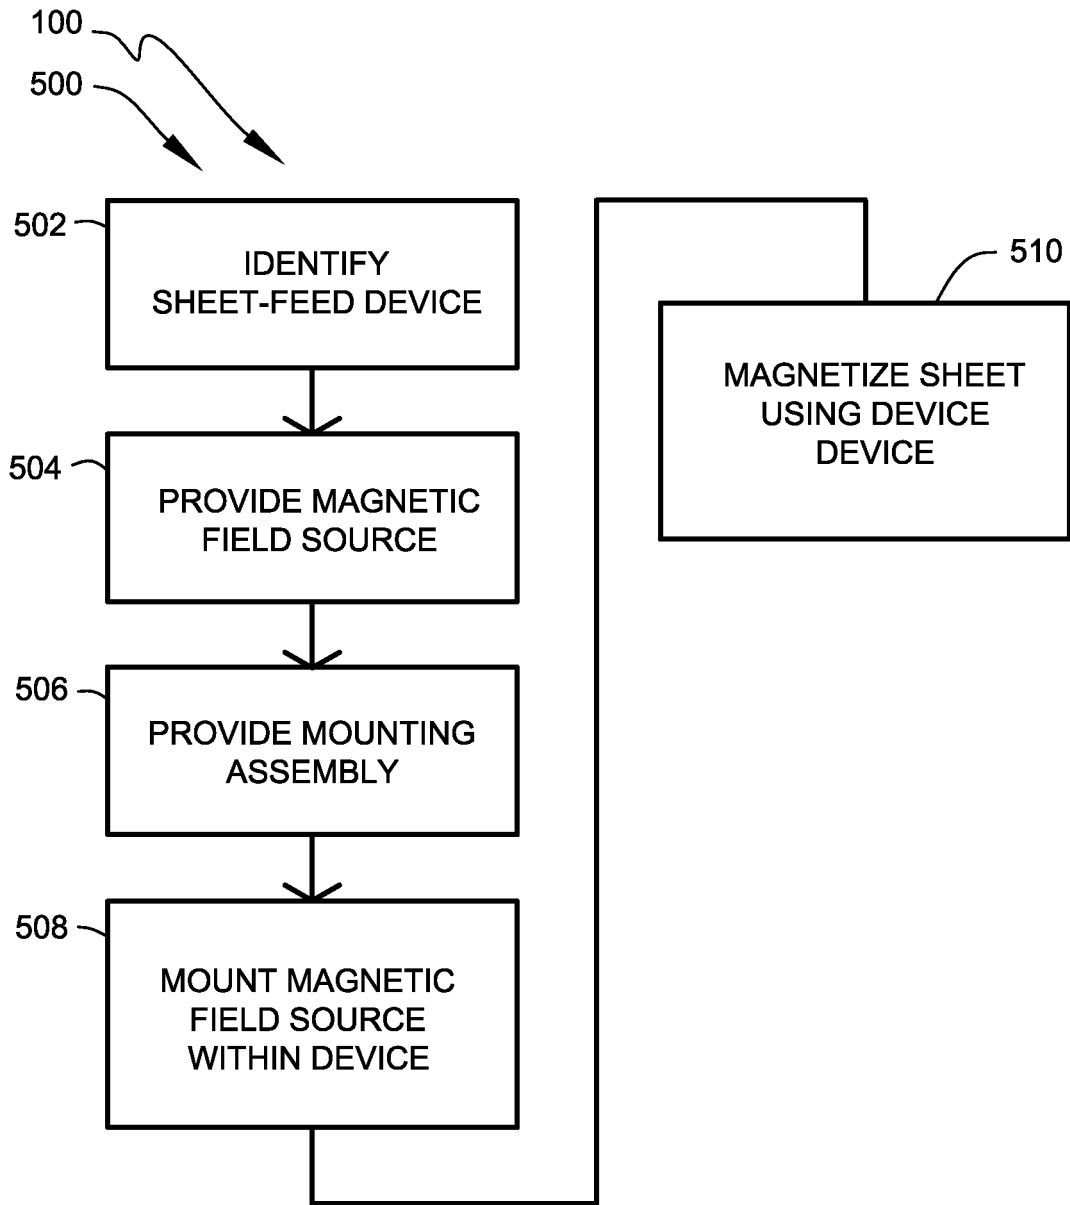 100
500
502
IDENTIFY
SHEET-FEED DEVICE
504
PROVIDE MAGNETIC
FIELD SOURCE
506
PROVIDE MOUNTING
ASSEMBLY
508
MOUNT MAGNETIC
FIELD SOURCE
WITHIN DEVICE
510
MAGNETIZE SHEET
USING DEVICE
DEVICE